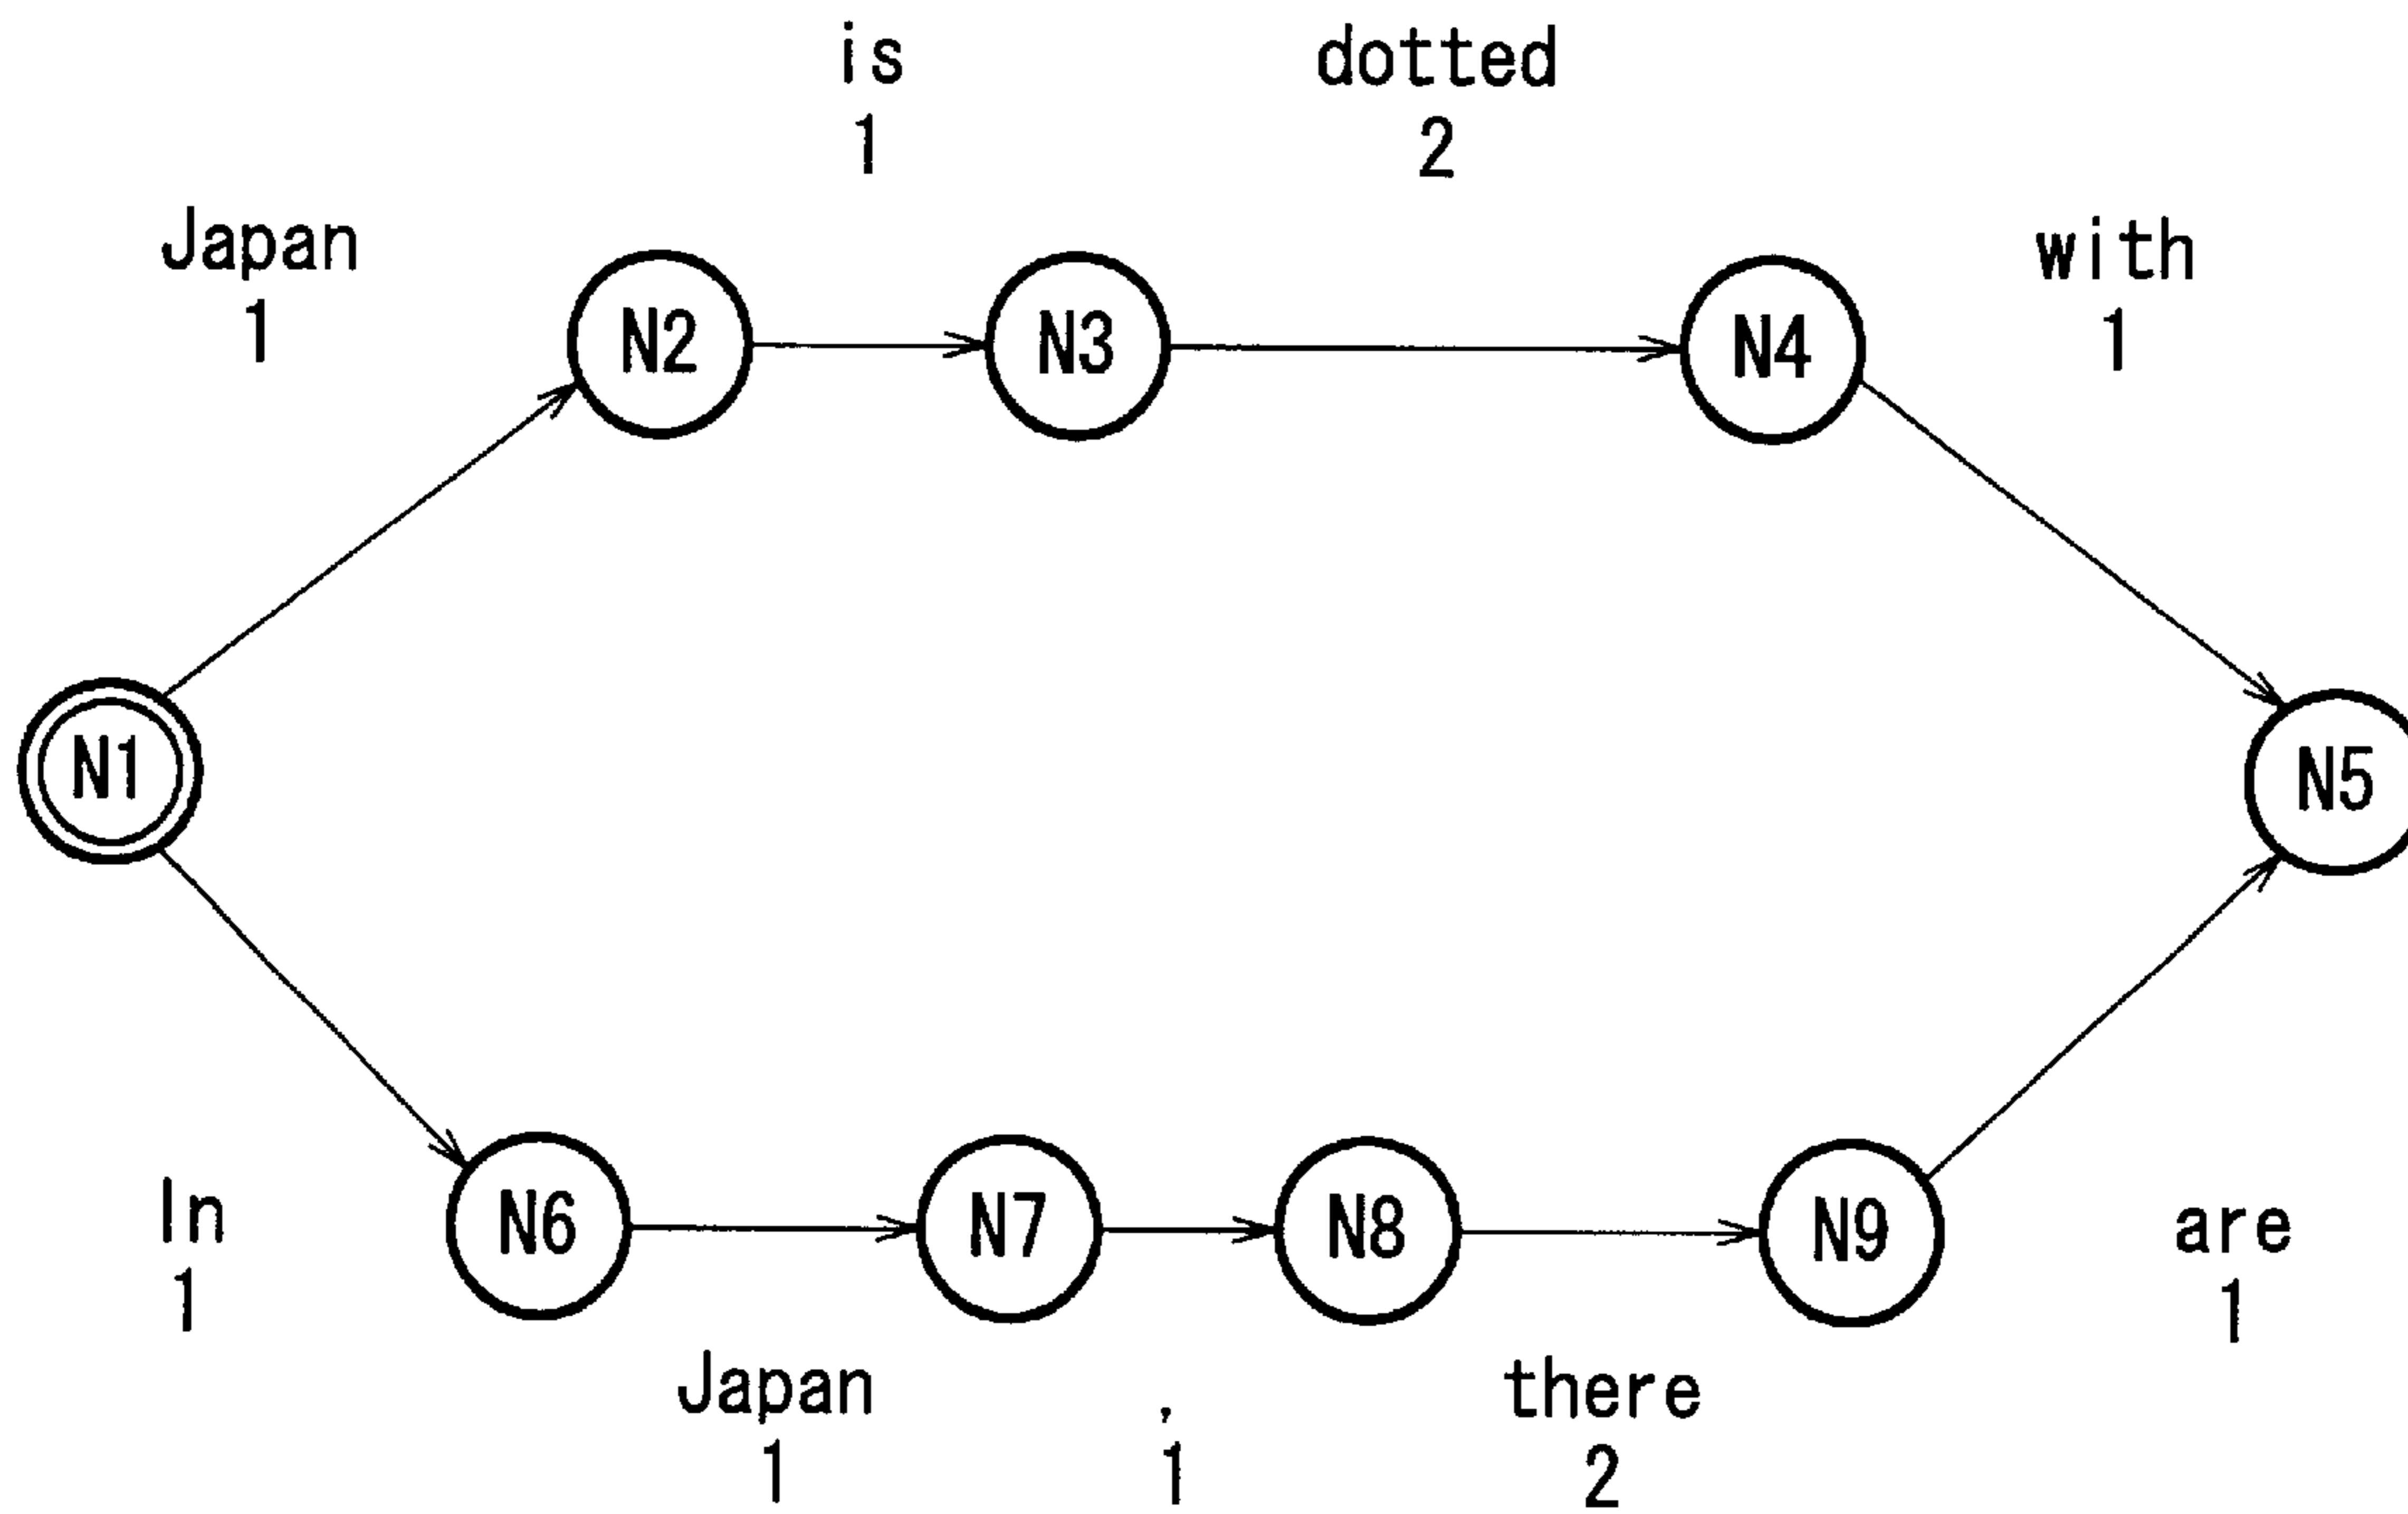 is
1
dotted
2
Japan
1
with
1
N2
N3
N4
N1
N5
In
1
N6
N7
N8
N9
are
1
Japan
1
,
1
there
2